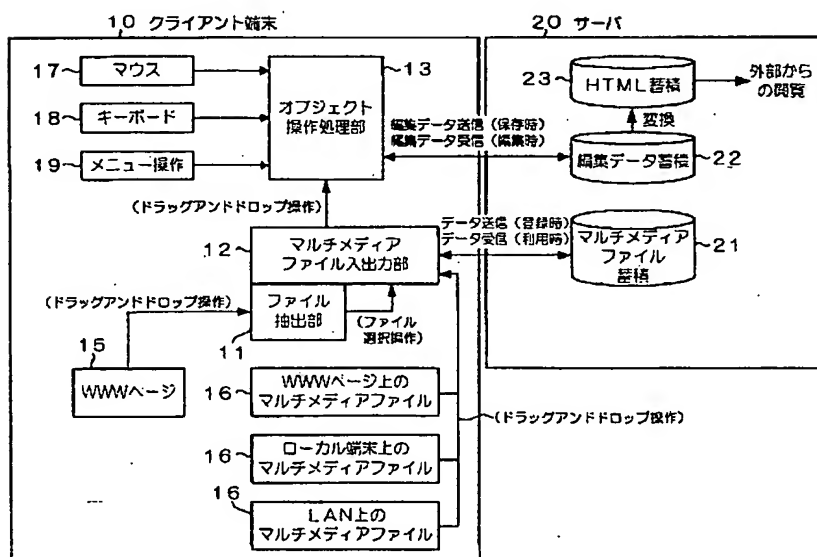 10 クライアント端末
20 サーバ
17
マウス
18
キーボード
19
メニュー操作
13
オブジェクト
操作処理部
編集データ送信(保存時)
編集データ受信(編集時)
23
HTML蓄積
外部から
の閲覧
変換
編集データ蓄積
22
(ドラッグアンドドロップ操作)
12
マルチメディア
ファイル入出力部
データ送信(登録時)
データ受信(利用時)
マルチメディア
ファイル
蓄積
21
(ドラッグアンドドロップ操作)
ファイル
抽出部
11
(ファイル
選択操作)
15
WWWページ
16
WWWページ上の
マルチメディアファイル
(ドラッグアンドドロップ操作)
16
ローカル端末上の
マルチメディアファイル
16
LAN上の
マルチメディアファイル